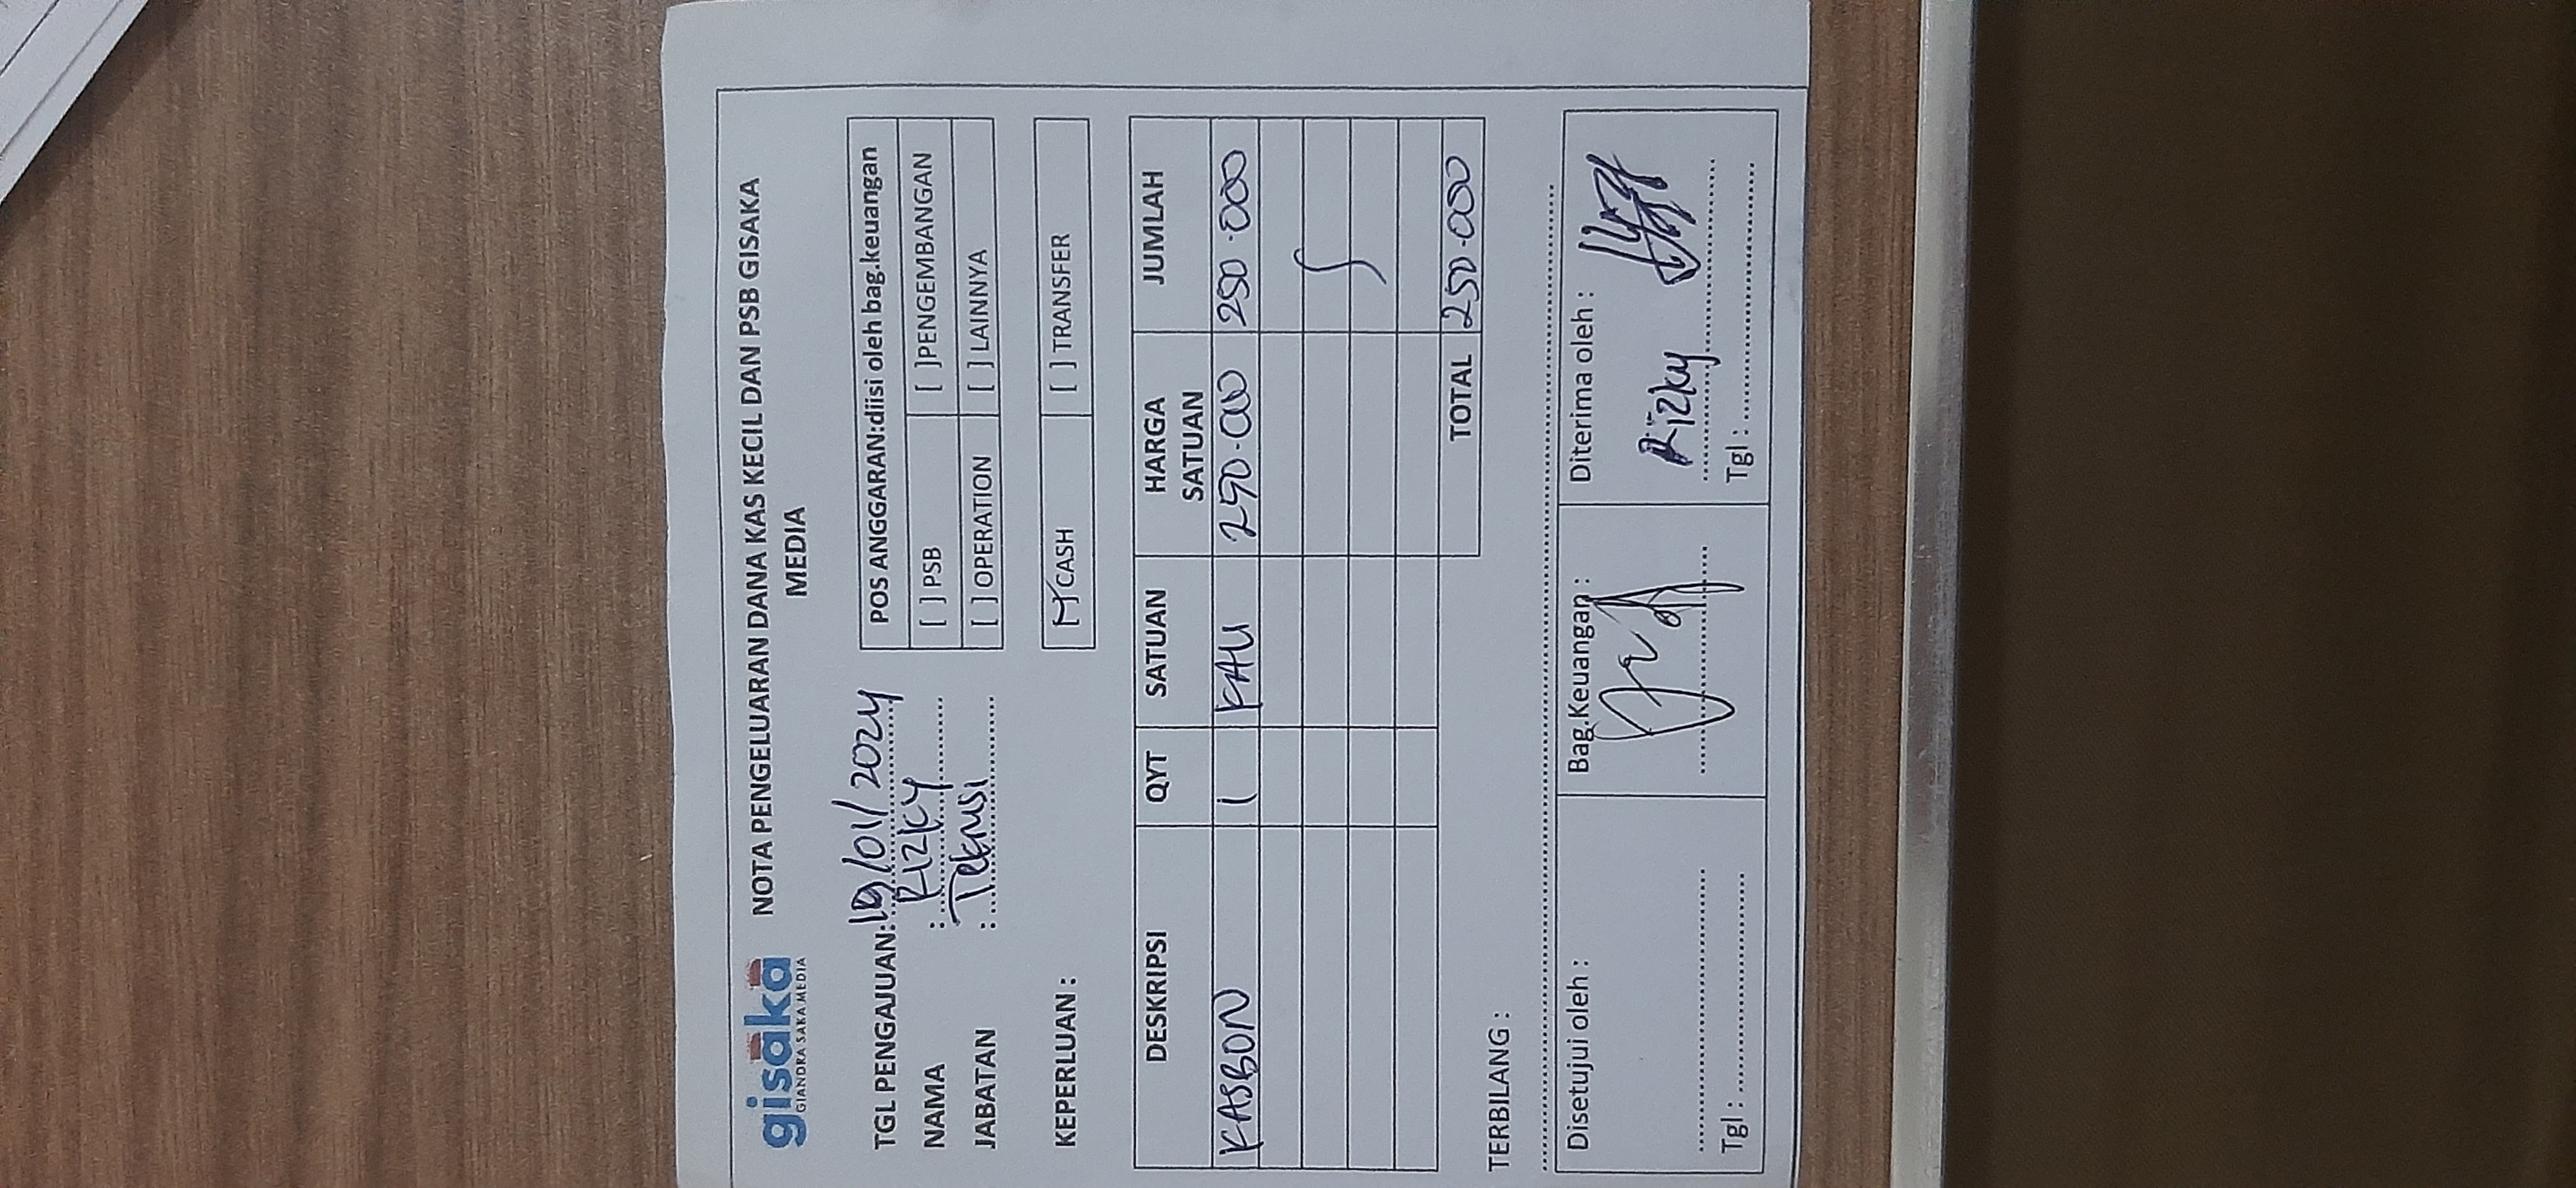 gisaka
GIANDRA SAKA MEDIA
NOTA PENGELUARAN DANA KAS KECIL DAN PSB GISAKA
MEDIA
TGL PENGAJUAN: 19/01/2024
NAMA : RIZKY
JABATAN : Teknisi
POS ANGGARAN:diisi oleh bag.keuangan
[ ] PSB [ ]PENGEMBANGAN
[ ] OPERATION [ ] LAINNYA
KEPERLUAN :
[✓] CASH [ ] TRANSFER
DESKRIPSI QYT SATUAN HARGA SATUAN JUMLAH
KASBON 1 KALI 250.000 250.000
TOTAL 250.000
TERBILANG :
Disetujui oleh : Bag.Keuangan : Diterima oleh :
Rizky
Tgl : Tgl :